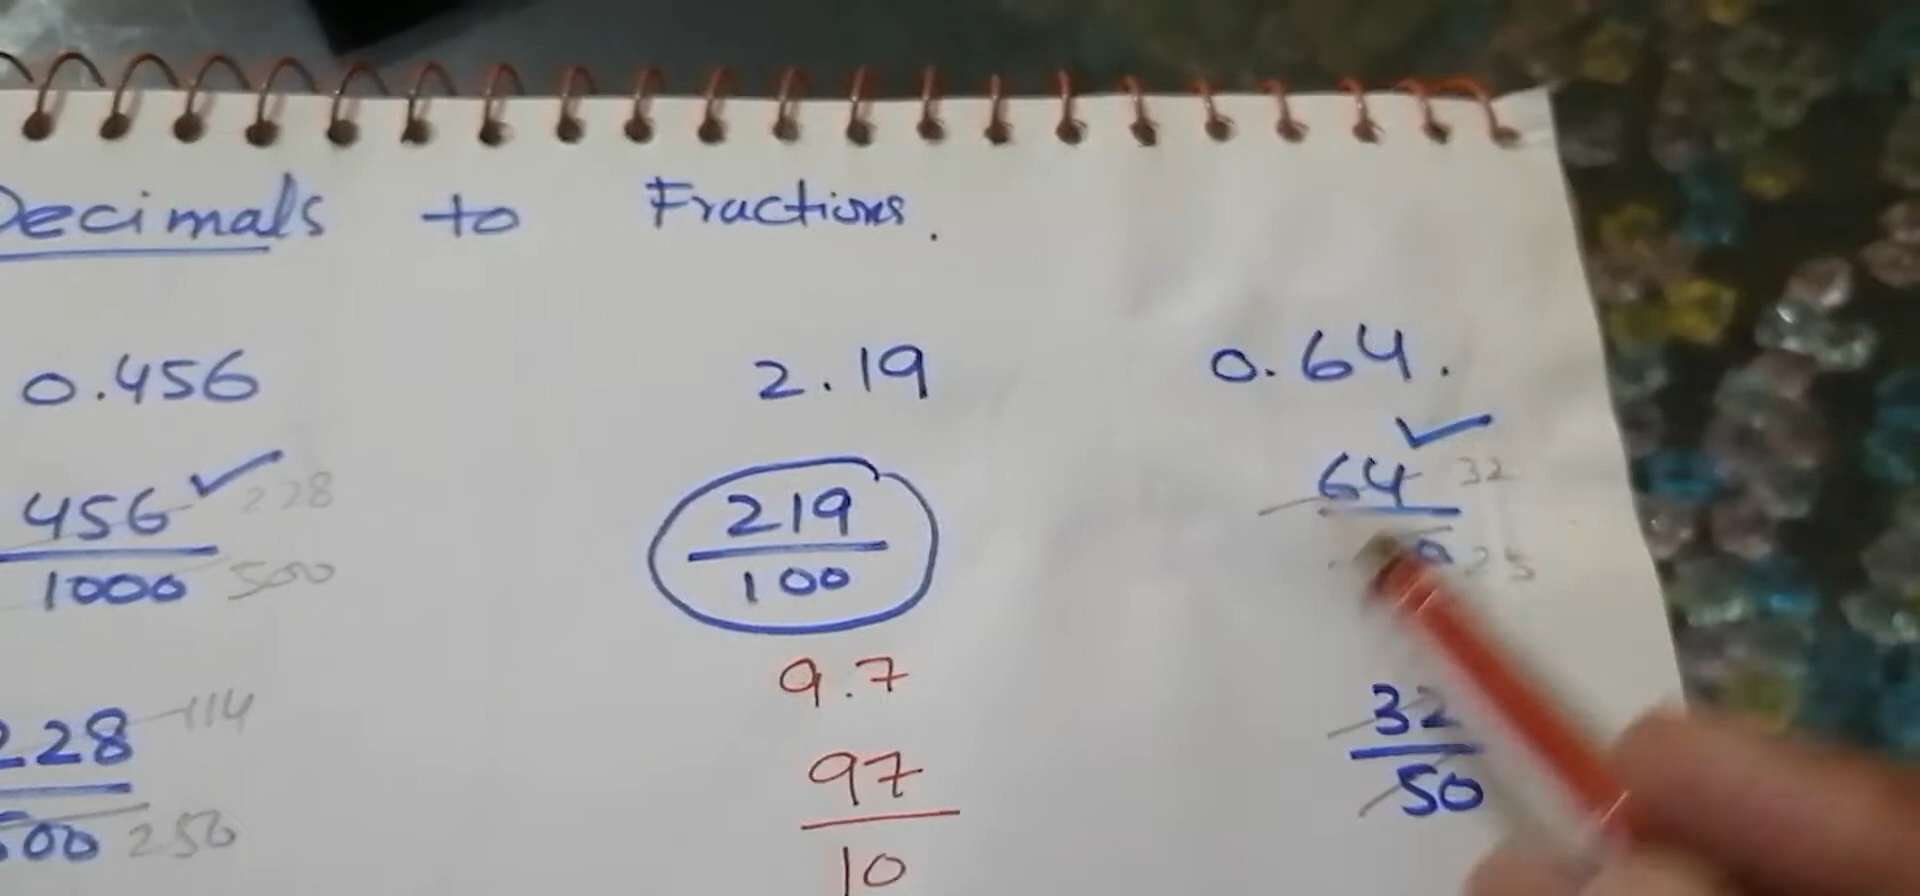 Decimals to Fractions.
0.456 2.19 0.64.
456 228 219 64 32
1000 500 100 25
9.7
228 114 97 32
500 250 10 50